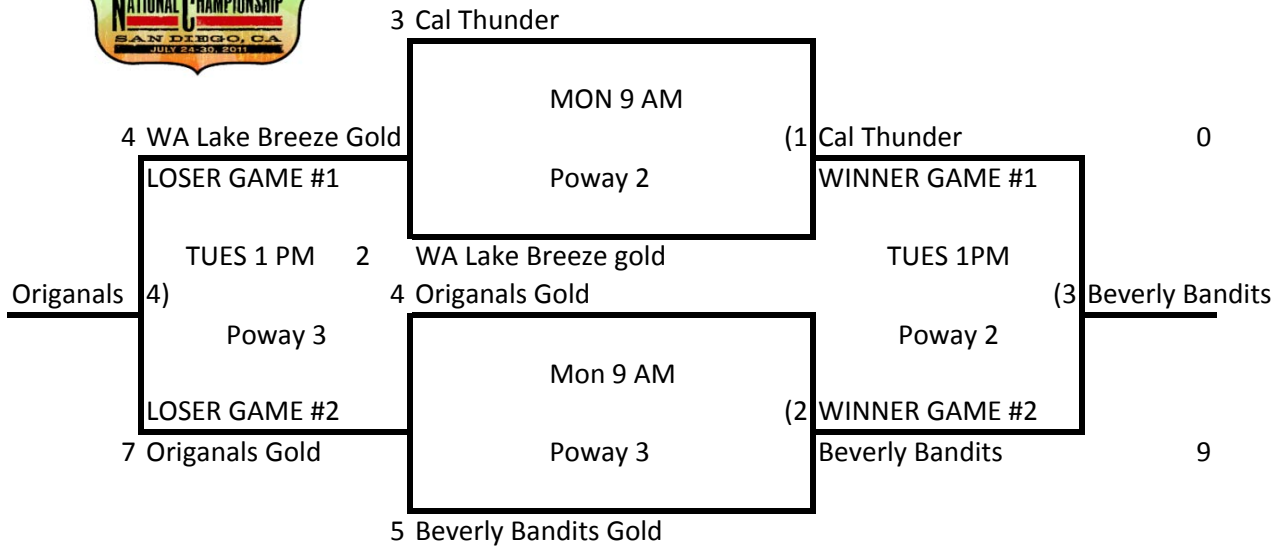 NATIONAL CHAMPIONSHIP
SAN DIEGO, CA
JULY 24-30, 2011
3 Cal Thunder
MON 9 AM
4 WA Lake Breeze Gold
(1 Cal Thunder 0
LOSER GAME #1
Poway 2
WINNER GAME #1
TUES 1 PM
2 WA Lake Breeze gold
TUES 1PM
Origanals 4)
4 Origanals Gold
(3 Beverly Bandits
Poway 3
Poway 2
Mon 9 AM
LOSER GAME #2
(2 WINNER GAME #2
7 Origanals Gold
Poway 3
Beverly Bandits 9
5 Beverly Bandits Gold